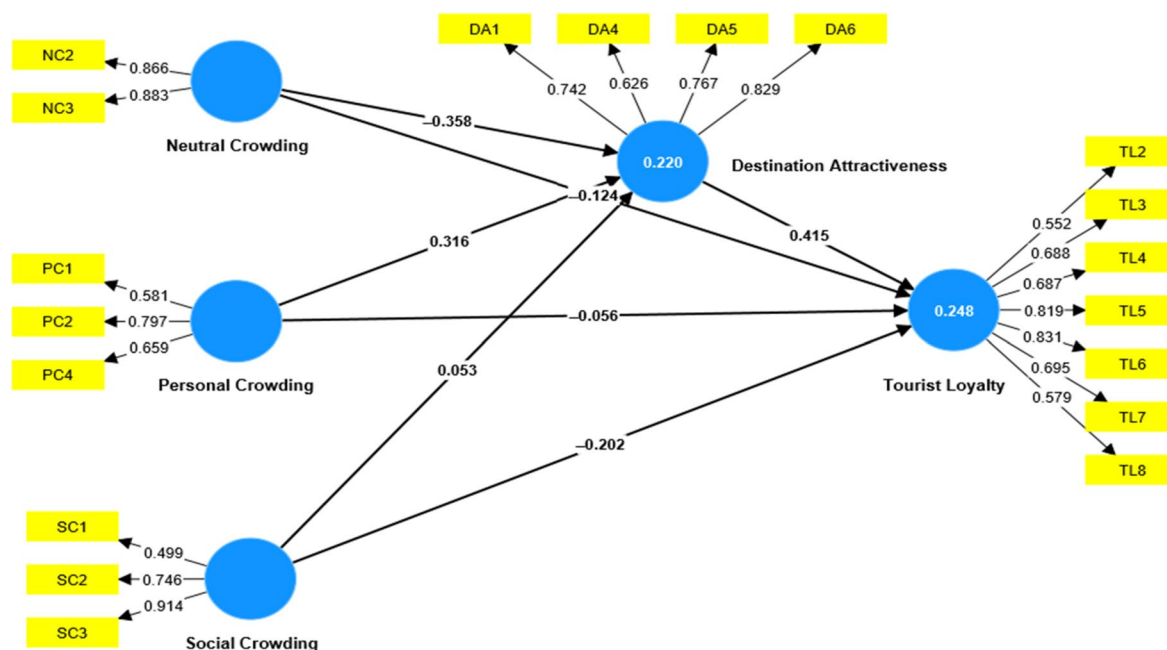 DA1
DA4
DA5
DA6
NC2
0.866
NC3
0.883
Neutral Crowding
0.742
0.626
0.767
0.829
–0.358
0.220
Destination Attractiveness
–0.124
0.415
TL2
TL3
TL4
TL5
TL6
TL7
TL8
0.552
0.688
0.687
0.819
0.831
0.695
0.579
0.248
Tourist Loyalty
PC1
0.581
PC2
0.797
PC4
0.659
Personal Crowding
0.316
–0.056
0.053
–0.202
SC1
0.499
SC2
0.746
SC3
0.914
Social Crowding